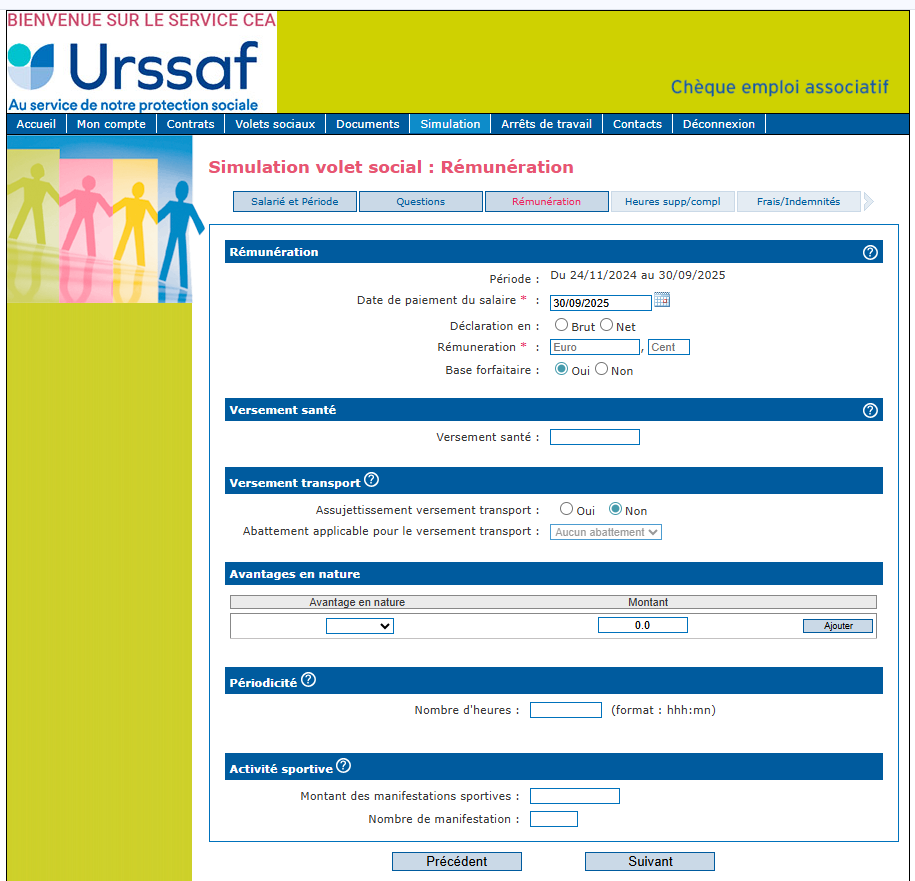 BIENVENUE SUR LE SERVICE CEA
Urssaf
Au service de notre protection sociale
Chèque emploi associatif
Accueil Mon compte Contrats Volets sociaux Documents Simulation Arrêts de travail Contacts Déconnexion
Simulation volet social : Rémunération
Salarié et Période Questions Rémunération Heures supp/compl Frais/Indemnités
Rémunération ?
Période : Du 24/11/2024 au 30/09/2025
Date de paiement du salaire * : 30/09/2025
Déclaration en : Brut Net
Rémuneration * : Euro , Cent
Base forfaitaire : Oui Non
Versement santé ?
Versement santé :
Versement transport ?
Assujettissement versement transport : Oui Non
Abattement applicable pour le versement transport : Aucun abattement
Avantages en nature
Avantage en nature Montant
0.0 Ajouter
Périodicité ?
Nombre d'heures : (format : hhh:mn)
Activité sportive ?
Montant des manifestations sportives :
Nombre de manifestation :
Précédent Suivant